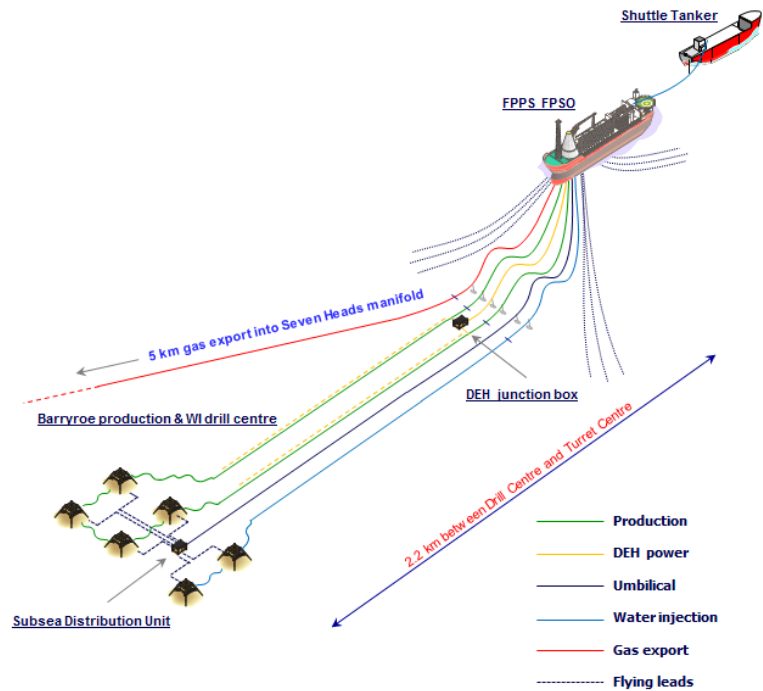 Shuttle Tanker
FPPS FPSO
5 km gas export into Seven Heads manifold
DEH junction box
Barryroe production & WI drill centre
2.2 km between Drill Centre and Turret Centre
Production
DEH power
Umbilical
Subsea Distribution Unit
Water injection
Gas export
Flying leads